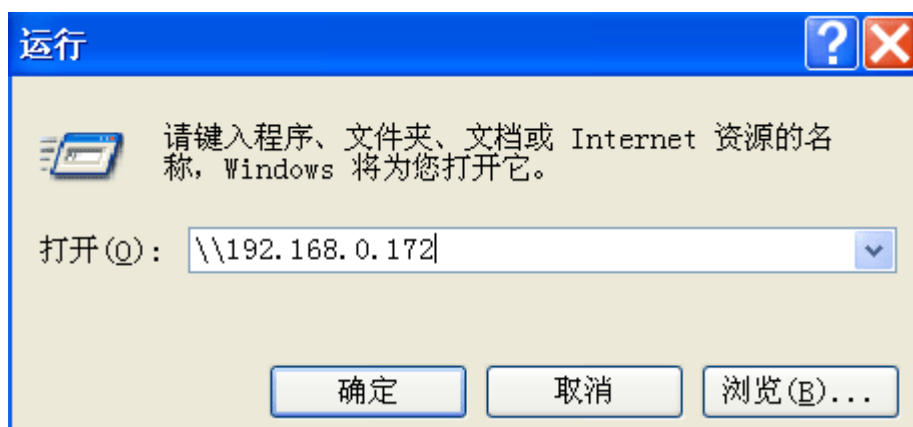 运行
请键入程序、文件夹、文档或 Internet 资源的名
称，Windows 将为您打开它。
打开(O): \\192.168.0.172
确定 取消 浏览(B)...